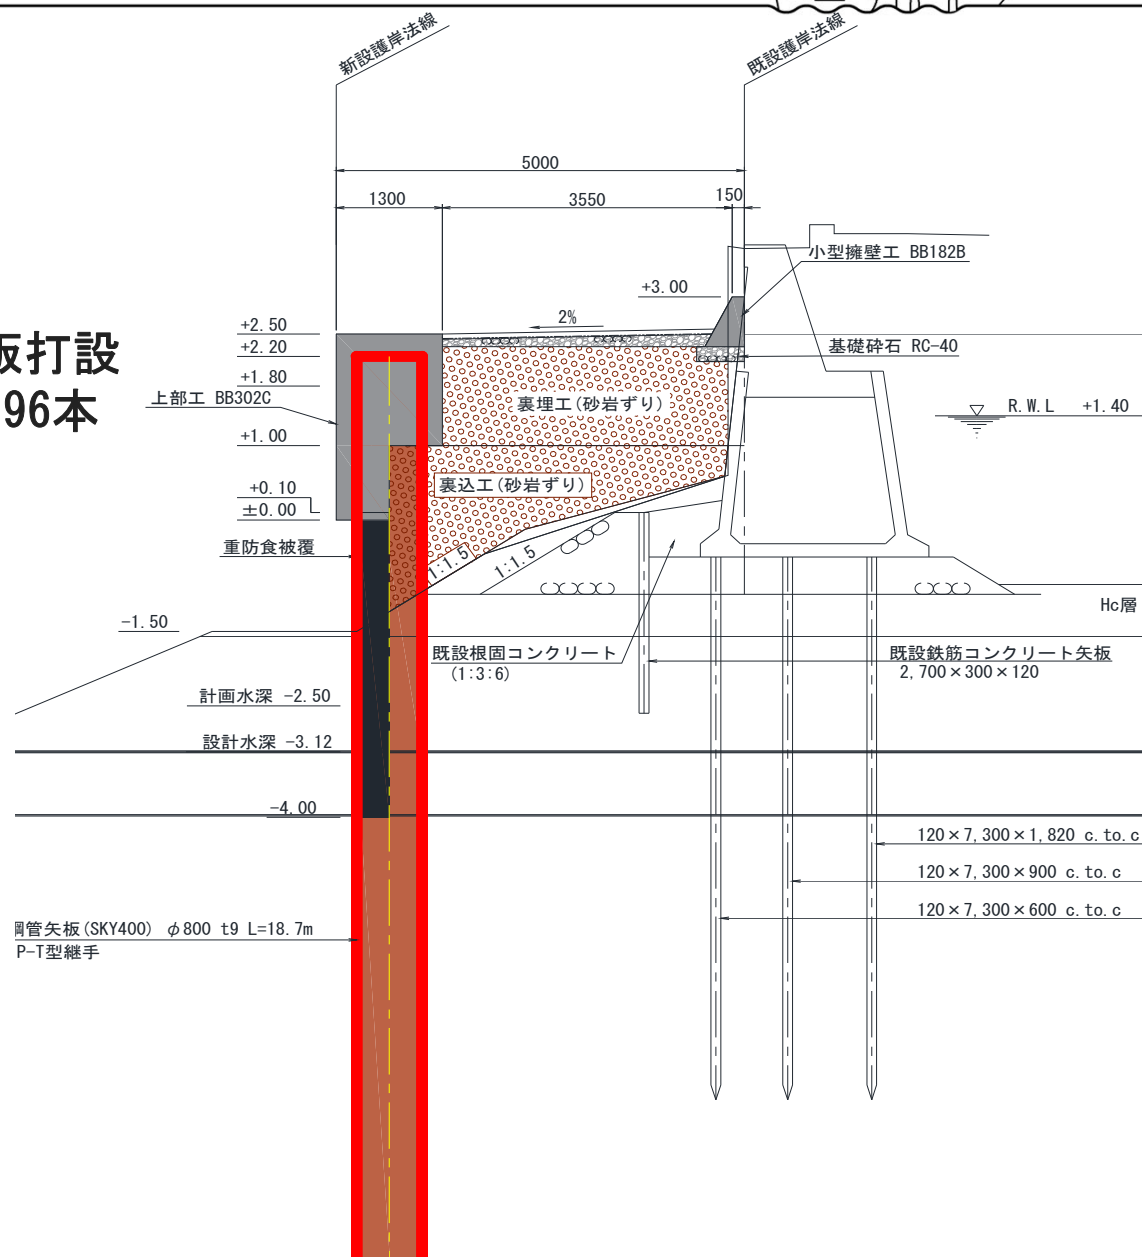 新設護岸法線
既設護岸法線
5000
1300
3550
150
小型擁壁工 BB182B
+3.00
2%
+2.50
+2.20
基礎砕石 RC-40
板打設
96本
+1.80
上部工 BB302C
裏埋工(砂岩ずり)
R.W.L +1.40
+1.00
裏込工(砂岩ずり)
+0.10
±0.00
重防食被覆
1:1.5
1:1.5
Hc層
-1.50
既設根固コンクリート
(1:3:6)
既設鉄筋コンクリート矢板
2,700×300×120
計画水深 -2.50
設計水深 -3.12
-4.00
120×7,300×1,820 c.to.c
120×7,300×900 c.to.c
120×7,300×600 c.to.c
鋼管矢板(SKY400) φ800 t9 L=18.7m
P-T型継手